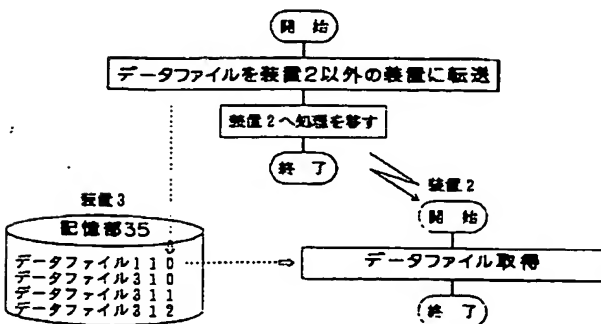 開 始
データファイルを装置2以外の装置に転送
装置2へ処理を移す
終 了
装置2
開 始
装置3
記憶部35
データファイル110
データファイル310
データファイル311
データファイル312
データファイル取得
終 了